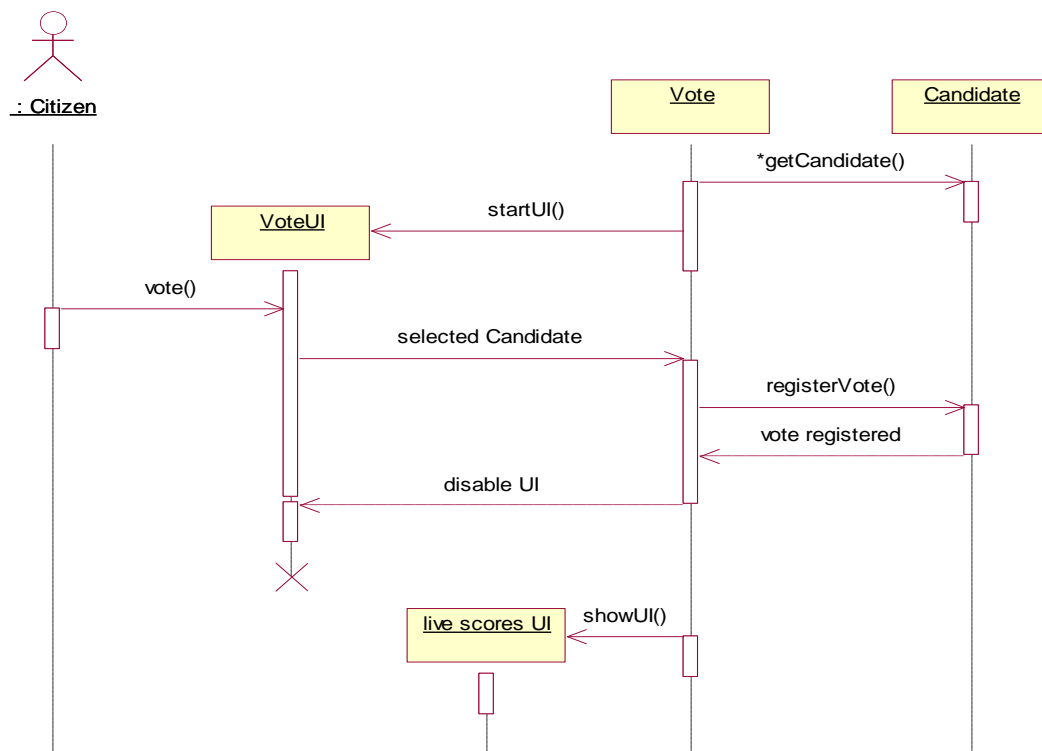 : Citizen
Vote
Candidate
*getCandidate()
startUI()
VoteUI
vote()
selected Candidate
registerVote()
vote registered
disable UI
live scores UI
showUI()